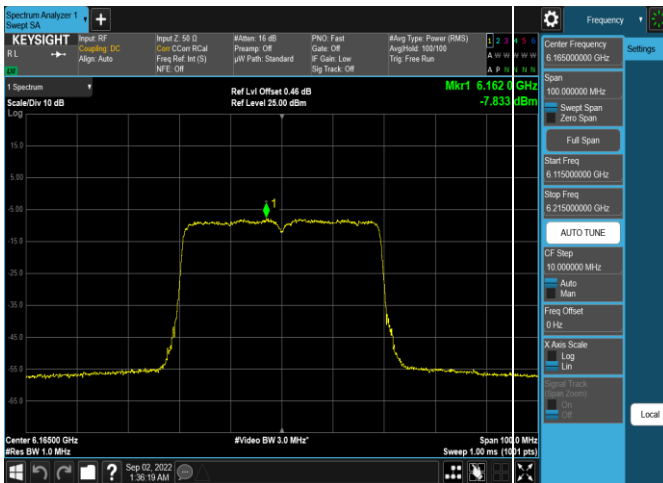 Spectrum Analyzer 1
Swept SA
Frequency
KEYSIGHT
RL
Input: RF
Coupling: DC
Align: Auto
Input Z: 50 Ω
Corr CCorr RCal
Freq Ref: Int (S)
NFE: Off
#Atten: 16 dB
Preamp: Off
µW Path: Standard
PNO: Fast
Gate: Off
IF Gain: Low
Sig Track: Off
#Avg Type: Power (RMS)
Avg|Hold: 100/100
Trig: Free Run
1 2 3 4 5 6
A W W W W W
A P N N N N
LV
1 Spectrum
Scale/Div 10 dB
Log
Ref Lvl Offset 0.46 dB
Ref Level 25.00 dBm
Mkr1 6.162 0 GHz
-7.833 dBm
15.0
5.00
-5.00
-15.0
-25.0
-35.0
-45.0
-55.0
-65.0
1
Center 6.16500 GHz
#Res BW 1.0 MHz
#Video BW 3.0 MHz*
Span 100.0 MHz
Sweep 1.00 ms (1001 pts)
Sep 02, 2022
1:36:19 AM
Center Frequency
6.165000000 GHz
Settings
Span
100.000000 MHz
Swept Span
Zero Span
Full Span
Start Freq
6.115000000 GHz
Stop Freq
6.215000000 GHz
AUTO TUNE
CF Step
10.000000 MHz
Auto
Man
Freq Offset
0 Hz
X Axis Scale
Log
Lin
Signal Track
(Span Zoom)
On
Off
Local